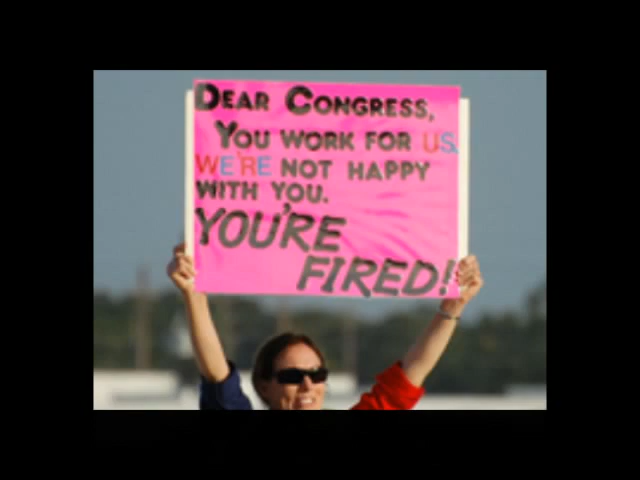 DEAR CONGRESS,
YOU WORK FOR US.
WE'RE NOT HAPPY
WITH YOU.
YOU'RE
FIRED!